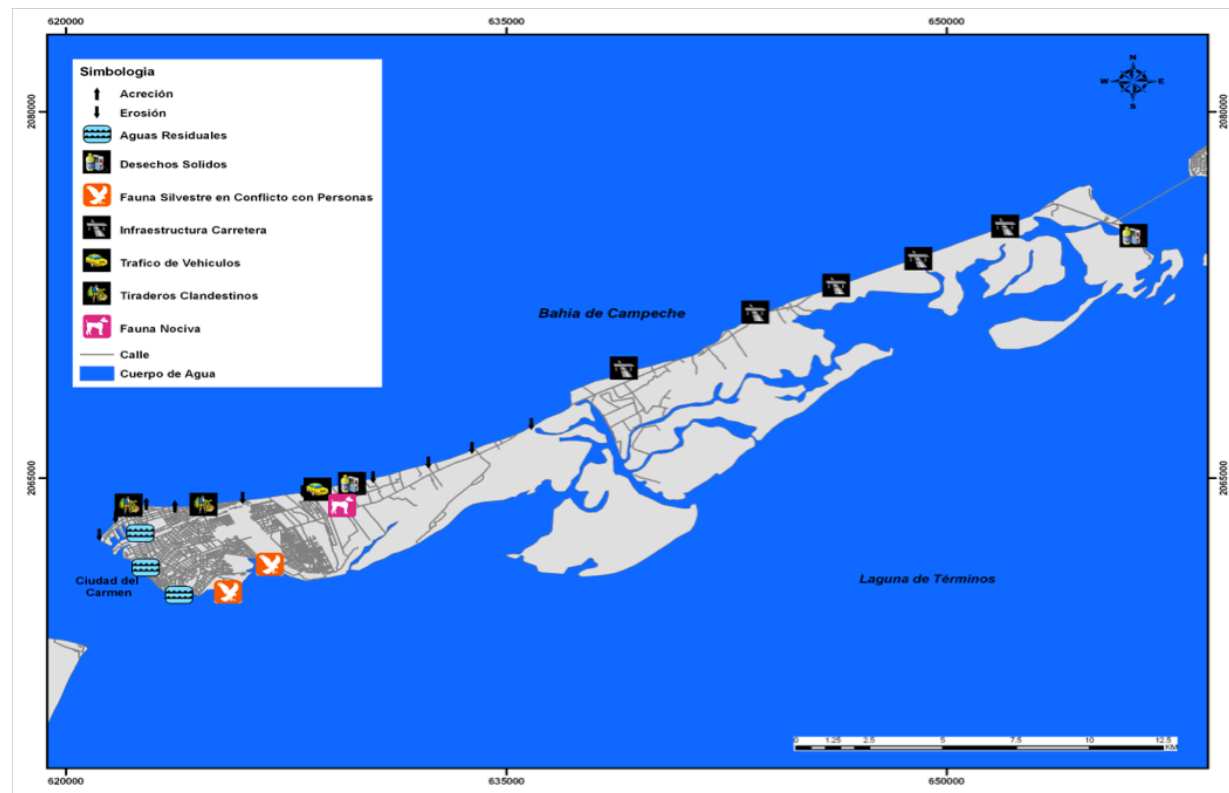 620000
635000
650000
2080000
2080000
Simbología
Acreción
Erosión
Aguas Residuales
Desechos Solidos
Fauna Silvestre en Conflicto con Personas
Infraestructura Carretera
Trafico de Vehiculos
Tiraderos Clandestinos
Fauna Nociva
Calle
Cuerpo de Agua
N
W
E
S
Bahia de Campeche
2065000
2065000
Ciudad del
Carmen
Laguna de Términos
0 1.25 2.5 5 7.5 10 12.5
KM
620000
635000
650000